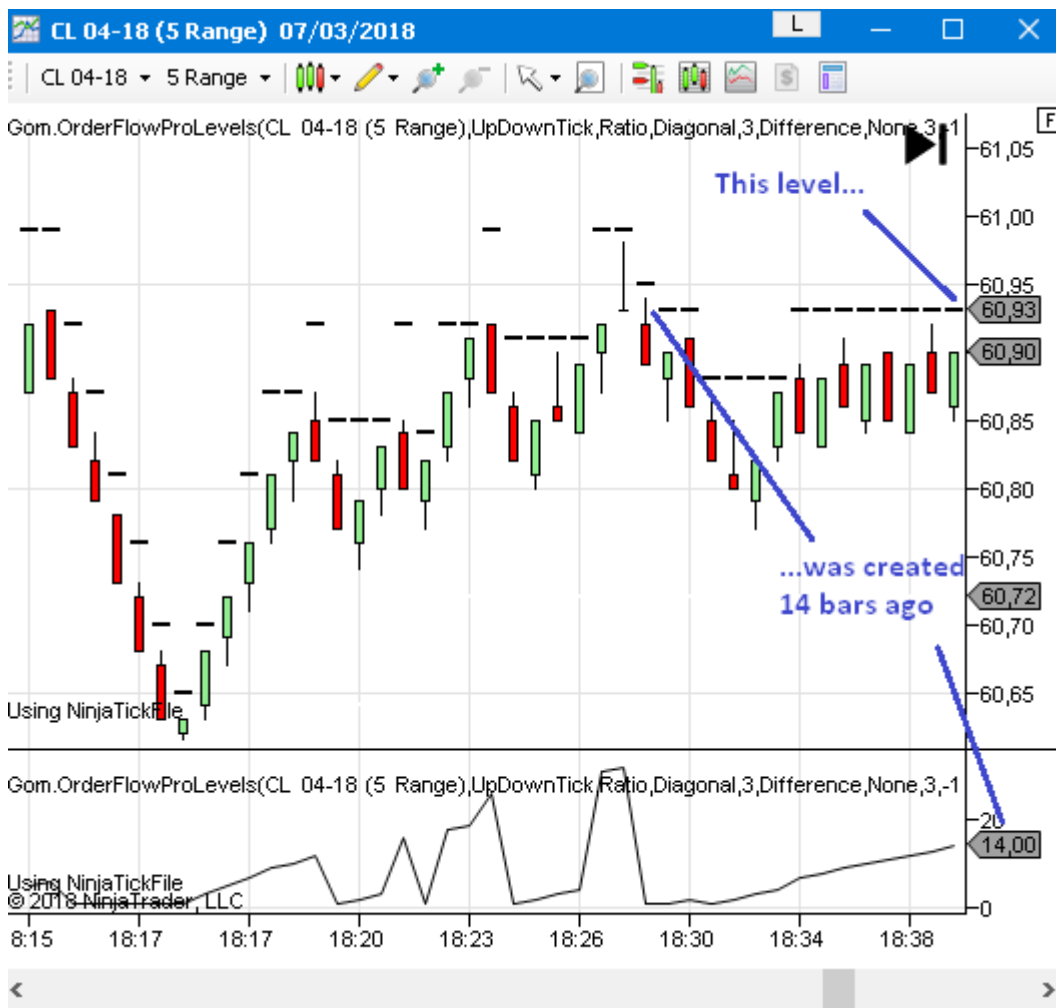 CL 04-18 (5 Range) 07/03/2018
L
CL 04-18
5 Range
$
Gom.OrderFlowProLevels(CL 04-18 (5 Range),UpDownTick,Ratio,Diagonal,3,Difference,None,3,-1
F
61,05
This level...
61,00
60,95
60,93
60,90
60,85
60,80
60,75
...was created
14 bars ago
60,72
60,70
60,65
Using NinjaTickFile
Gom.OrderFlowProLevels(CL 04-18 (5 Range),UpDownTick,Ratio,Diagonal,3,Difference,None,3,-1
20
14,00
Using NinjaTickFile
© 2018 NinjaTrader, LLC
0
8:15 18:17 18:17 18:20 18:23 18:26 18:30 18:34 18:38